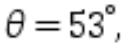 θ = 53°,